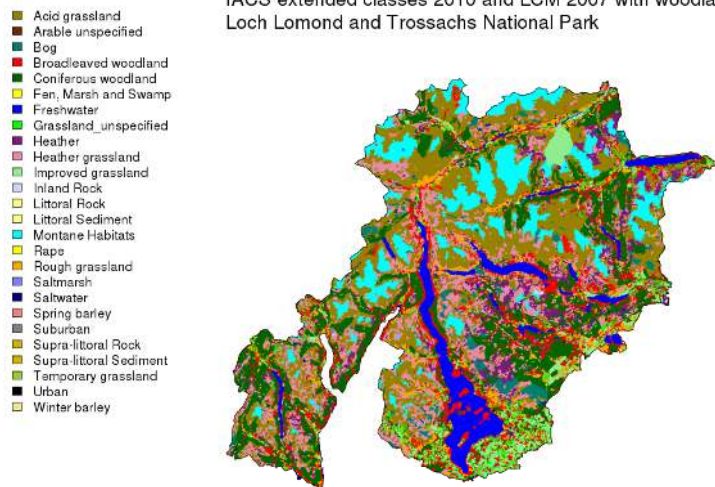 IACS extended classes 2010 and LCM 2007 with woodla
Loch Lomond and Trossachs National Park
Acid grassland
Arable unspecified
Bog
Broadleaved woodland
Coniferous woodland
Fen, Marsh and Swamp
Freshwater
Grassland_unspecified
Heather
Heather grassland
Improved grassland
Inland Rock
Littoral Rock
Littoral Sediment
Montane Habitats
Rape
Rough grassland
Saltmarsh
Saltwater
Spring barley
Suburban
Supra-littoral Rock
Supra-littoral Sediment
Temporary grassland
Urban
Winter barley